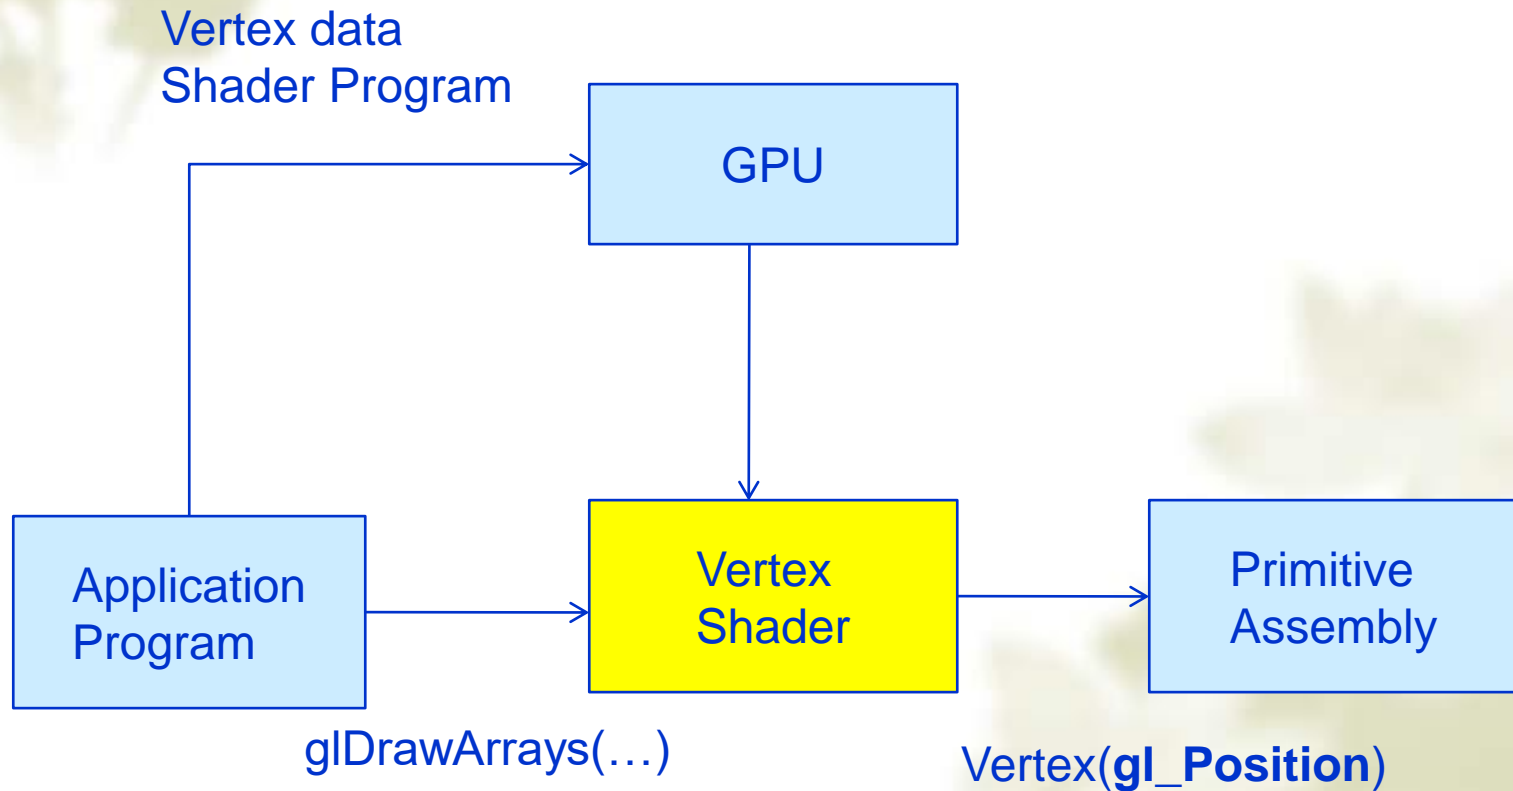 Vertex data
Shader Program
GPU
Application
Program
Vertex
Shader
Primitive
Assembly
glDrawArrays(…)
Vertex(gl_Position)